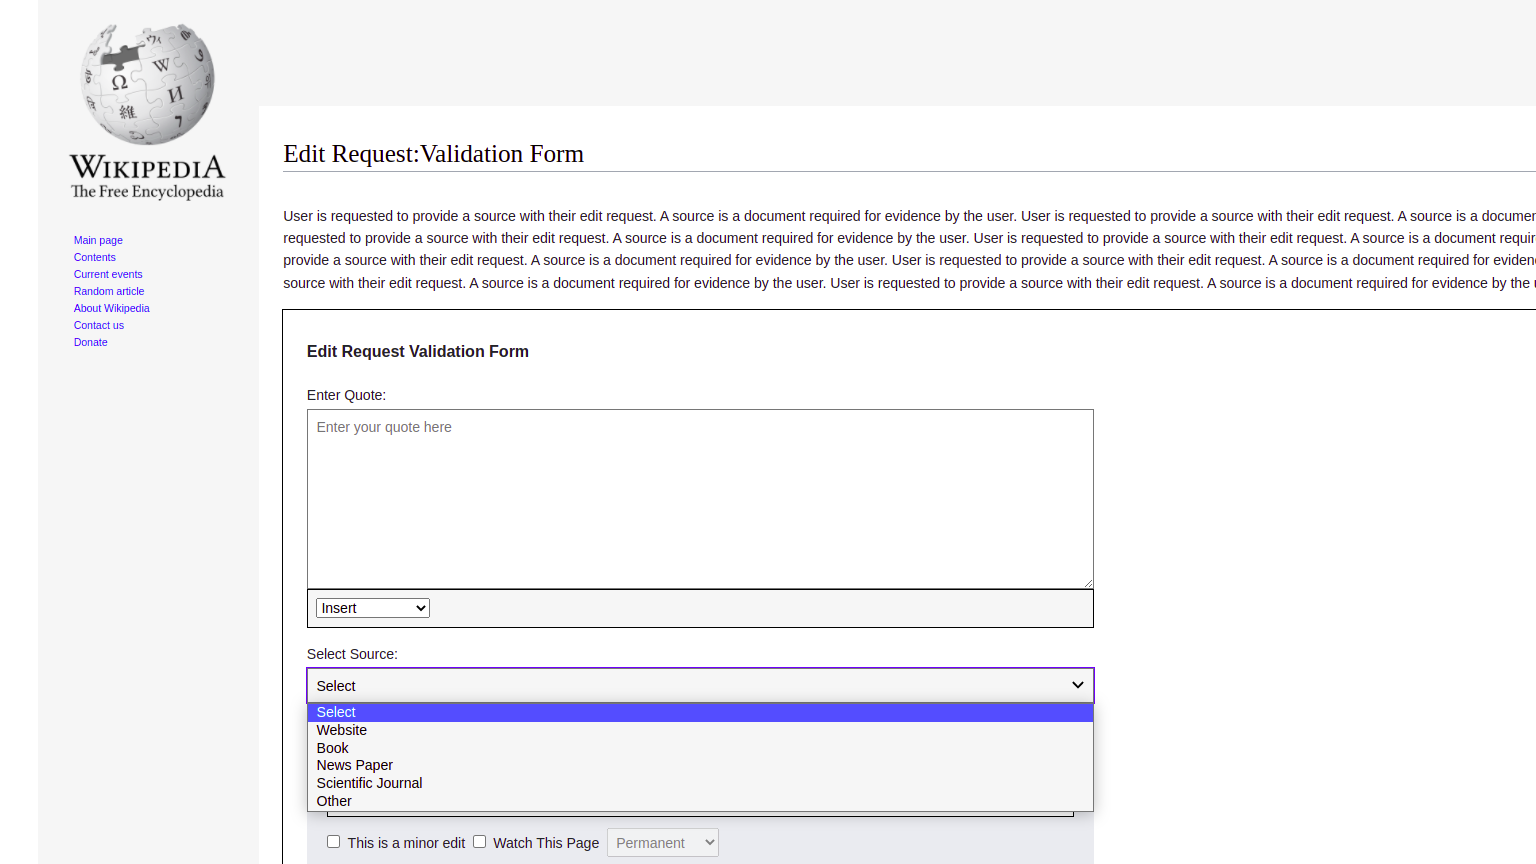 Ω
W
И
維
WIKIPEDIA
The Free Encyclopedia
Main page
Contents
Current events
Random article
About Wikipedia
Contact us
Donate
Edit Request:Validation Form
User is requested to provide a source with their edit request. A source is a document required for evidence by the user. User is requested to provide a source with their edit request. A source is a
requested to provide a source with their edit request. A source is a document required for evidence by the user. User is requested to provide a source with their edit request. A source is a document
provide a source with their edit request. A source is a document required for evidence by the user. User is requested to provide a source with their edit request. A source is a document required for
source with their edit request. A source is a document required for evidence by the user. User is requested to provide a source with their edit request. A source is a document required for evidence by the
Edit Request Validation Form
Enter Quote:
Enter your quote here
Insert
Select Source:
Select
Select
Website
Book
News Paper
Scientific Journal
Other
This is a minor edit Watch This Page Permanent